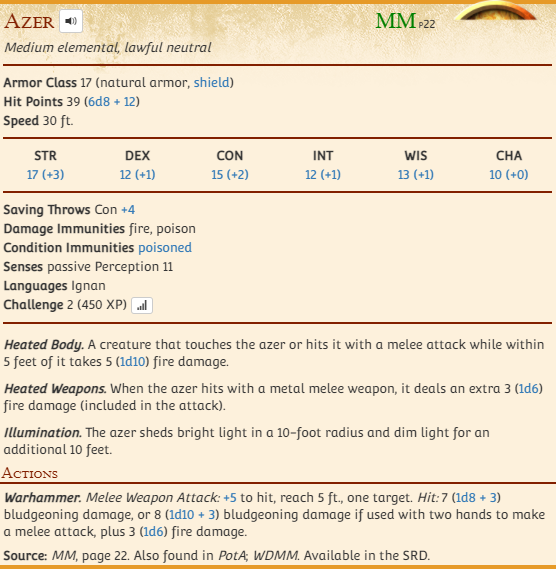 AZER MM p22
Medium elemental, lawful neutral
Armor Class 17 (natural armor, shield)
Hit Points 39 (6d8 + 12)
Speed 30 ft.
STR DEX CON INT WIS CHA
17 (+3) 12 (+1) 15 (+2) 12 (+1) 13 (+1) 10 (+0)
Saving Throws Con +4
Damage Immunities fire, poison
Condition Immunities poisoned
Senses passive Perception 11
Languages Ignan
Challenge 2 (450 XP)
Heated Body. A creature that touches the azer or hits it with a melee attack while within
5 feet of it takes 5 (1d10) fire damage.
Heated Weapons. When the azer hits with a metal melee weapon, it deals an extra 3 (1d6)
fire damage (included in the attack).
Illumination. The azer sheds bright light in a 10-foot radius and dim light for an
additional 10 feet.
ACTIONS
Warhammer. Melee Weapon Attack: +5 to hit, reach 5 ft., one target. Hit: 7 (1d8 + 3)
bludgeoning damage, or 8 (1d10 + 3) bludgeoning damage if used with two hands to make
a melee attack, plus 3 (1d6) fire damage.
Source: MM, page 22. Also found in PotA; WDMM. Available in the SRD.